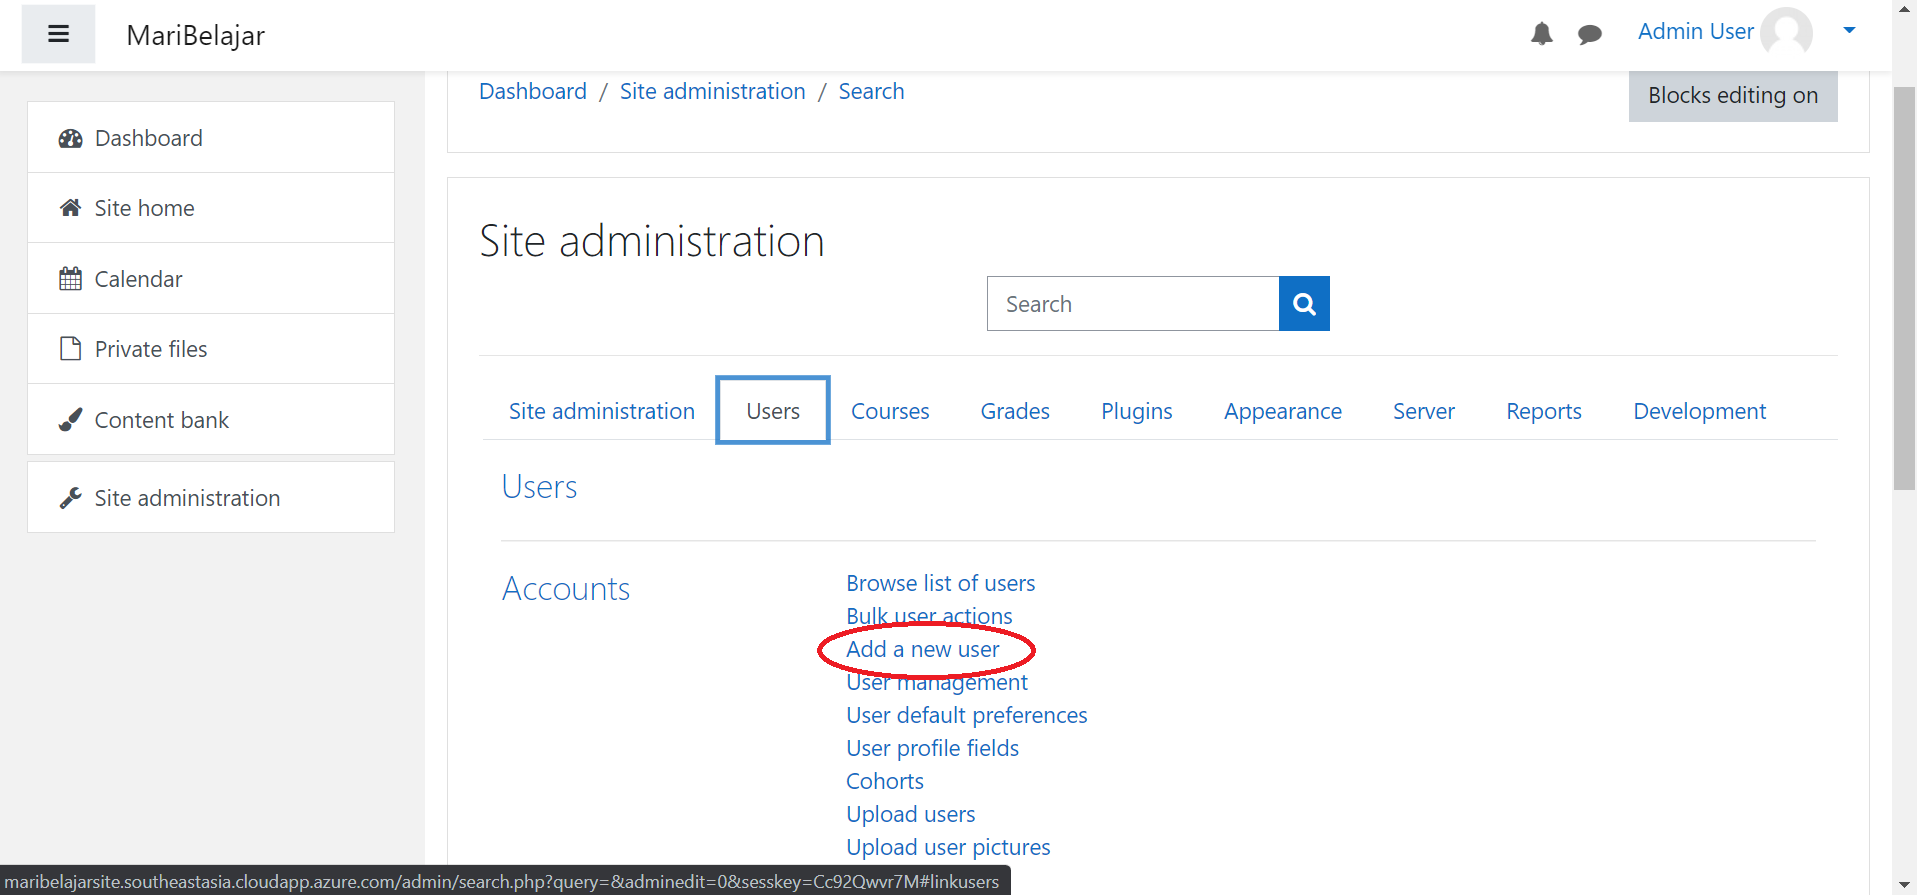 MariBelajar
Admin User
Dashboard / Site administration / Search
Blocks editing on
Dashboard
Site home
Calendar
Private files
Content bank
Site administration
Site administration
Search
Site administration Users Courses Grades Plugins Appearance Server Reports Development
Users
Accounts
Browse list of users
Bulk user actions
Add a new user
User management
User default preferences
User profile fields
Cohorts
Upload users
Upload user pictures
maribelajarsite.southeastasia.cloudapp.azure.com/admin/search.php?query=&adminedit=0&sesskey=Cc92Qwvr7M#linkusers